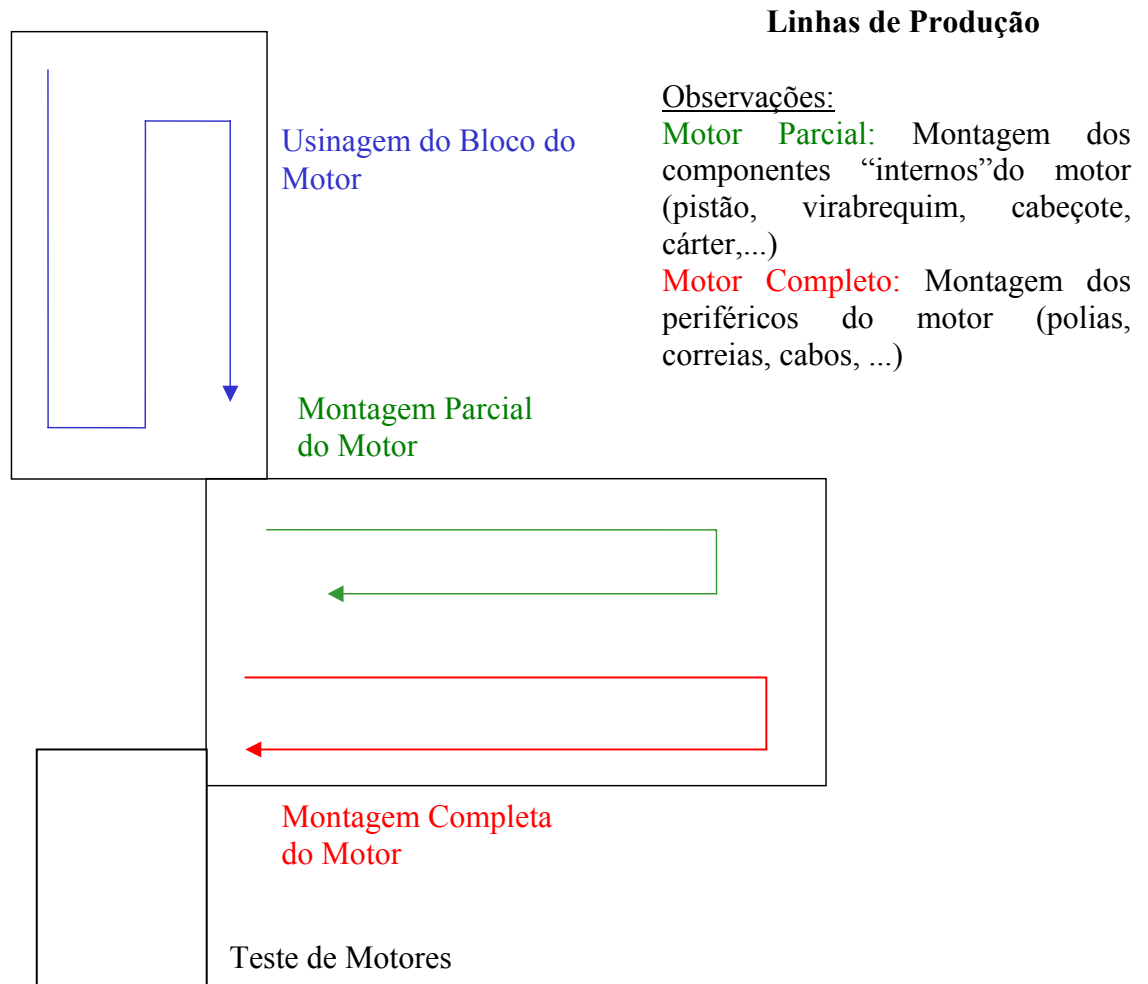 Linhas de Produção
Observações:
Motor Parcial: Montagem dos
componentes “internos”do motor
(pistão, virabrequim, cabeçote,
cárter,...)
Motor Completo: Montagem dos
periféricos do motor (polias,
correias, cabos, ...)
Usinagem do Bloco do
Motor
Montagem Parcial
do Motor
Montagem Completa
do Motor
Teste de Motores